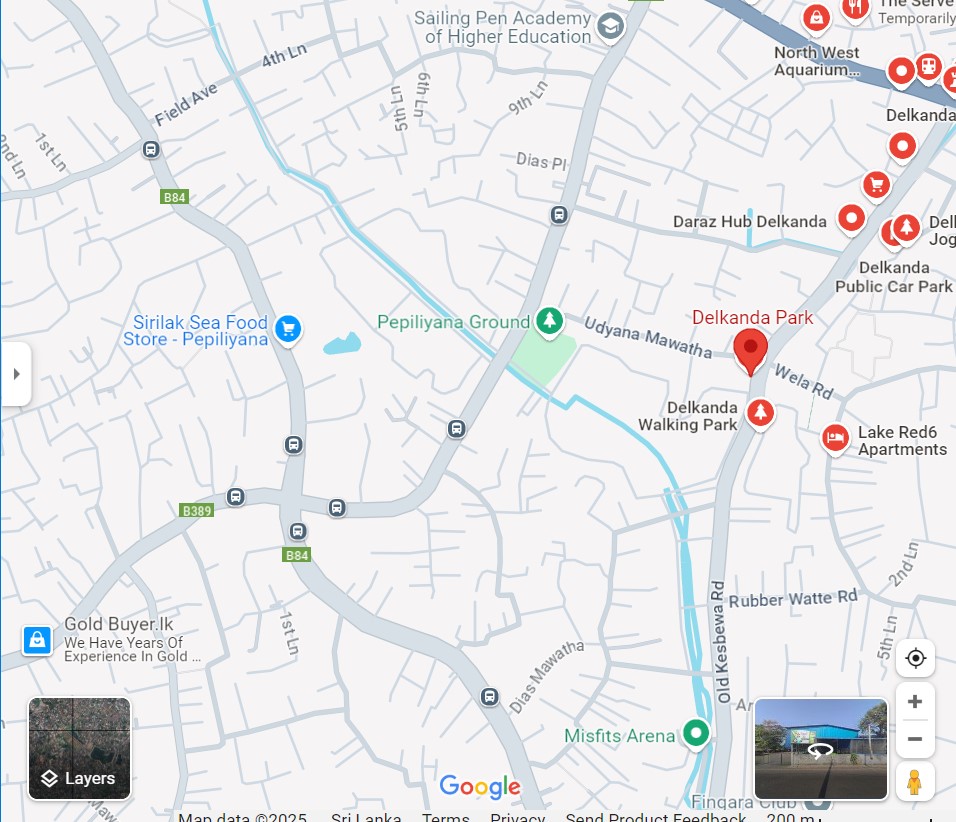 The Serve
Temporarily
Sailing Pen Academy
of Higher Education
4th Ln
North West
Aquarium...
6th Ln
5th Ln
9th Ln
Field Ave
Delkanda
1st Ln
2nd Ln
Dias Pl
B84
Daraz Hub Delkanda
Dell
Jog
Delkanda
Public Car Park
Sirilak Sea Food
Store - Pepiliyana
Pepiliyana Ground
Delkanda Park
Udyana Mawatha
Wela Rd
Delkanda
Walking Park
Lake Red6
Apartments
B389
B84
2nd Ln
Rubber Watte Rd
Gold Buyer.lk
We Have Years Of
Experience In Gold ...
1st Ln
5th Ln
Old Kesbewa Rd
Dias Mawatha
Ar
Misfits Arena
Layers
Google
Maw
Fingara Club
Map data ©2025 Sri Lanka Terms Privacy Send Product Feedback 200 m